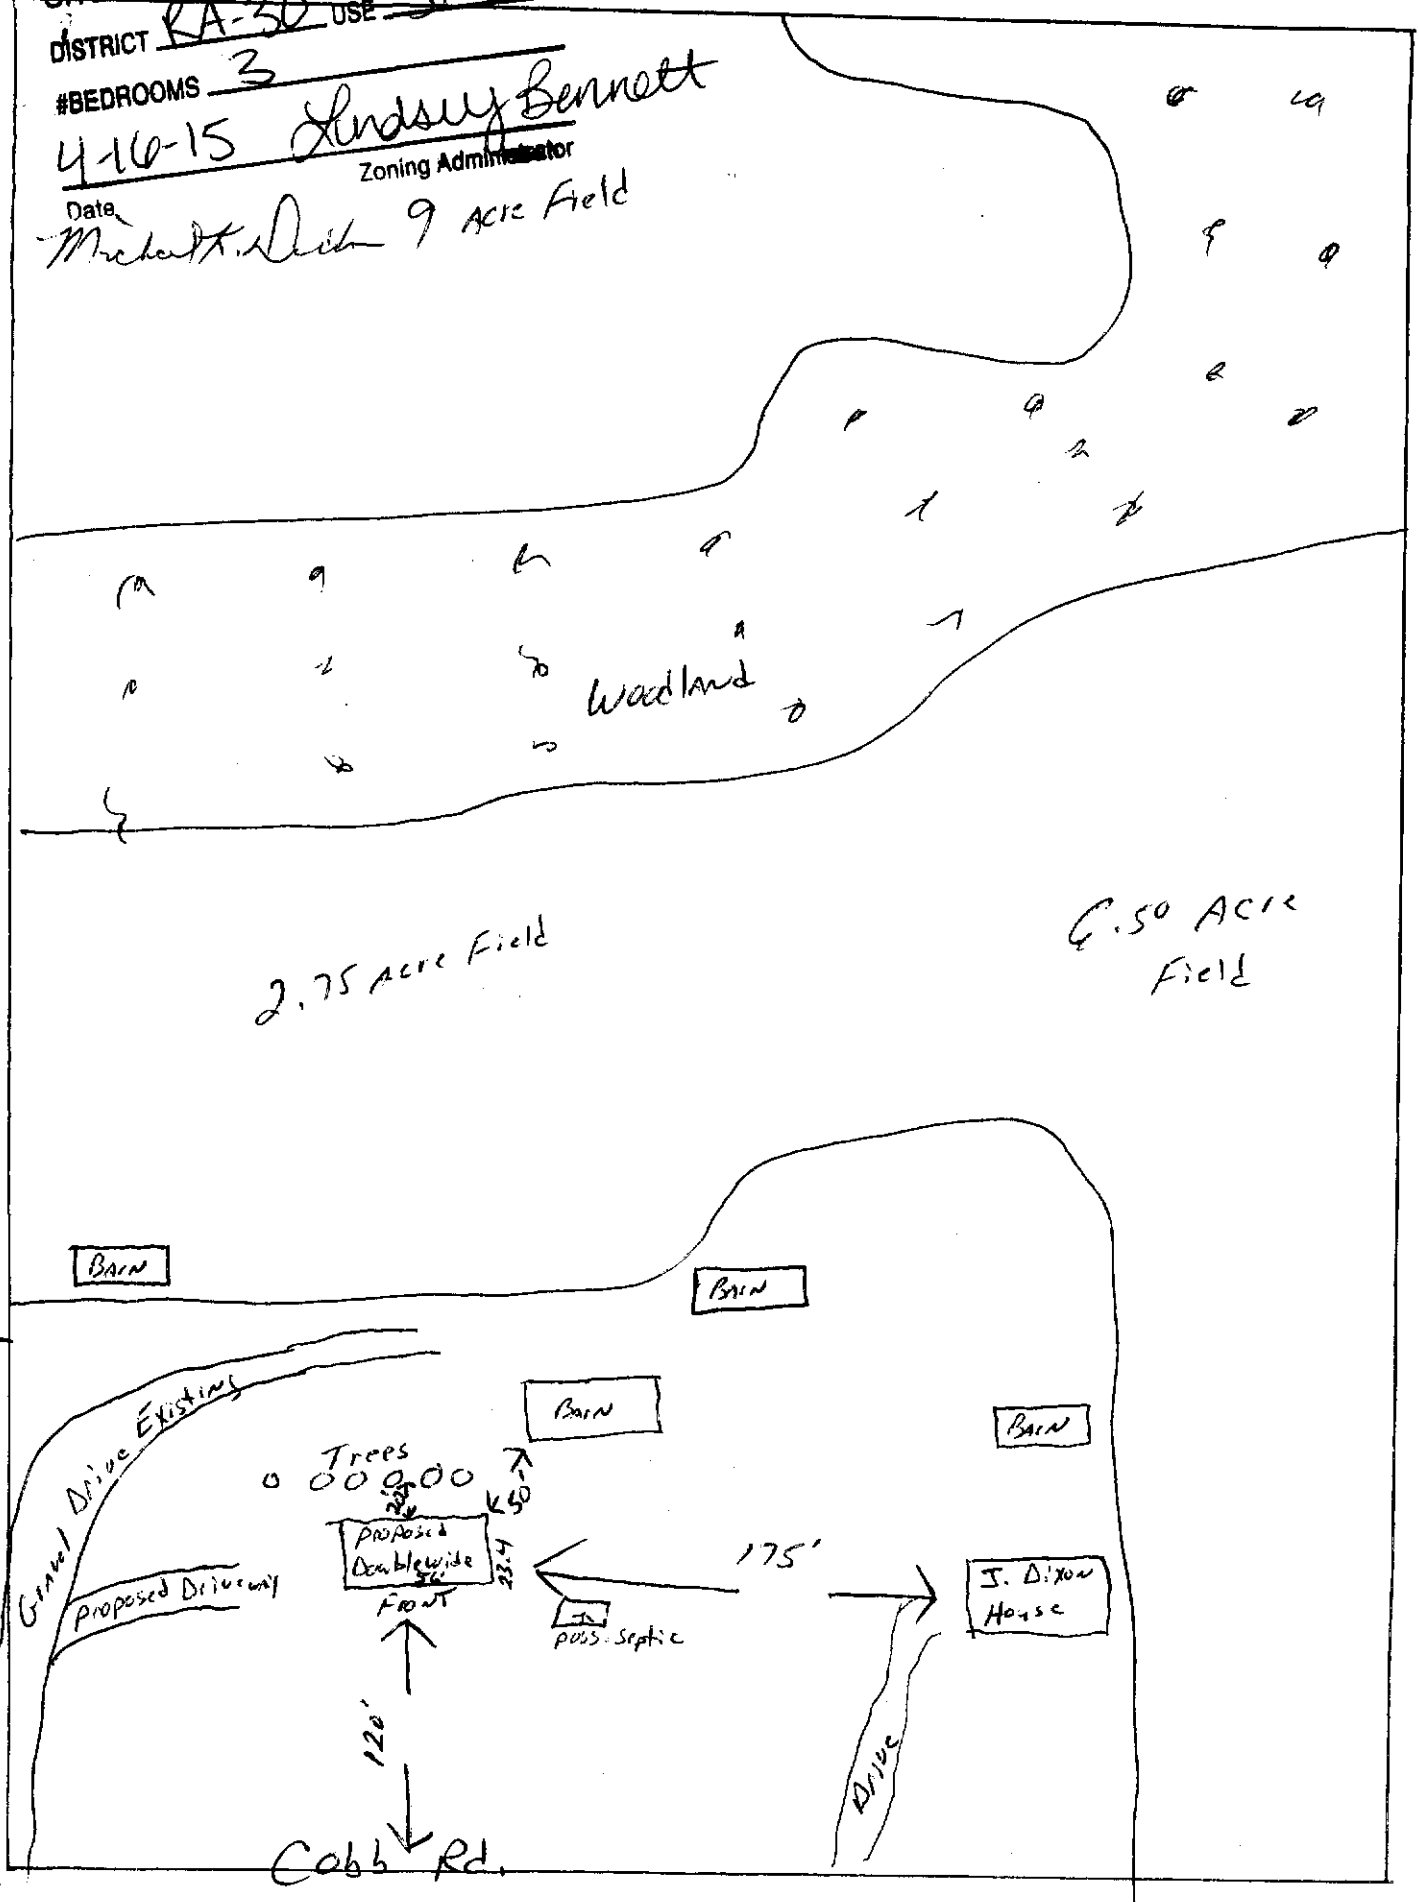 DISTRICT RA-30 USE
#BEDROOMS 3
4-16-15 Lindsey Bennett
Date Zoning Administrator
9 Acre Field
Woodland
2.75 Acre Field
6.50 Acre
Field
Barn
Barn
Barn
Barn
Gravel Drive Existing
Trees
20'
50'
Proposed
Doublewide
56'
23.4
Front
Proposed Driveway
175'
J. Dixon
House
poss. septic
120'
Drive
Cobb Rd.